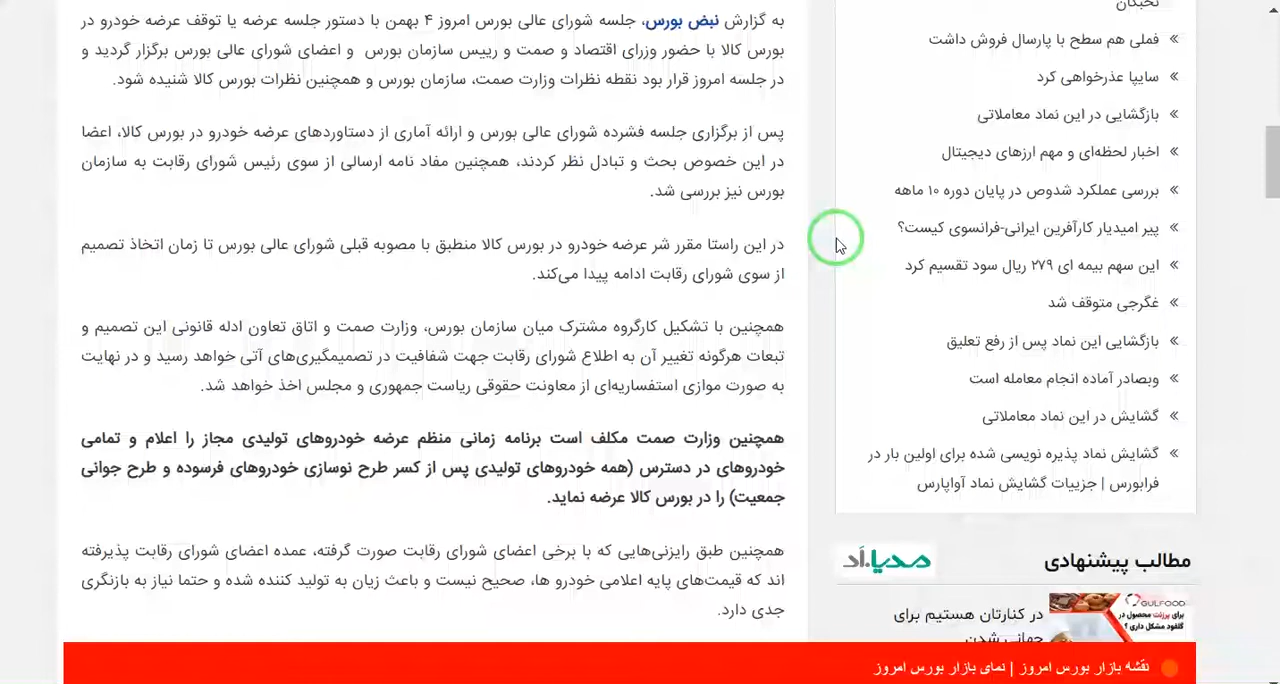 به گزارش نبض بورس، جلسه شورای عالی بورس امروز ۴ بهمن با دستور جلسه عرضه یا توقف عرضه خودرو در
بورس کالا با حضور وزرای اقتصاد و صمت و رییس سازمان بورس و اعضای شورای عالی بورس برگزار گردید و
در جلسه امروز قرار بود نقطه نظرات وزارت صمت، سازمان بورس و همچنین نظرات بورس کالا شنیده شود.
پس از برگزاری جلسه فشرده شورای عالی بورس و ارائه آماری از دستاوردهای عرضه خودرو در بورس کالا، اعضا
در این خصوص بحث و تبادل نظر کردند، همچنین مفاد نامه ارسالی از سوی رئیس شورای رقابت به سازمان
بورس نیز بررسی شد.
در این راستا مقرر شر عرضه خودرو در بورس کالا منطبق با مصوبه قبلی شورای عالی بورس تا زمان اتخاذ تصمیم
از سوی شورای رقابت ادامه پیدا می‌کند.
همچنین با تشکیل کارگروه مشترک میان سازمان بورس، وزارت صمت و اتاق تعاون ادله قانونی این تصمیم و
تبعات هرگونه تغییر آن به اطلاع شورای رقابت جهت شفافیت در تصمیمگیری‌های آتی خواهد رسید و در نهایت
به صورت موازی استفساریه‌ای از معاونت حقوقی ریاست جمهوری و مجلس اخذ خواهد شد.
همچنین وزارت صمت مکلف است برنامه زمانی منظم عرضه خودروهای تولیدی مجاز را اعلام و تمامی
خودروهای در دسترس (همه خودروهای تولیدی پس از کسر طرح نوسازی خودروهای فرسوده و طرح جوانی
جمعیت) را در بورس کالا عرضه نماید.
همچنین طبق رایزنی‌هایی که با برخی اعضای شورای رقابت صورت گرفته، عمده اعضای شورای رقابت پذیرفته
اند که قیمت‌های پایه اعلامی خودرو ها، صحیح نیست و باعث زیان به تولید کننده شده و حتما نیاز به بازنگری
جدی دارد.
نخبگان
» فملی هم سطح با پارسال فروش داشت
» سایپا عذرخواهی کرد
» بازگشایی در این نماد معاملاتی
» اخبار لحظه‌ای و مهم ارزهای دیجیتال
» بررسی عملکرد شدوص در پایان دوره ۱۰ ماهه
» پیر امیدیار کارآفرین ایرانی-فرانسوی کیست؟
» این سهم بیمه ای ۲۷۹ ریال سود تقسیم کرد
» غگرجی متوقف شد
» بازگشایی این نماد پس از رفع تعلیق
» وبصادر آماده انجام معامله است
» گشایش در این نماد معاملاتی
» گشایش نماد پذیره نویسی شده برای اولین بار در
فرابورس | جزییات گشایش نماد آواپارس
مطالب پیشنهادی
مدیا.اَد
GULFOOD
برای پرزنت محصول در
گلفود مشکل داری ؟
در کنارتان هستیم برای
جهانی شدن
نقشه بازار بورس امروز | نمای بازار بورس امروز